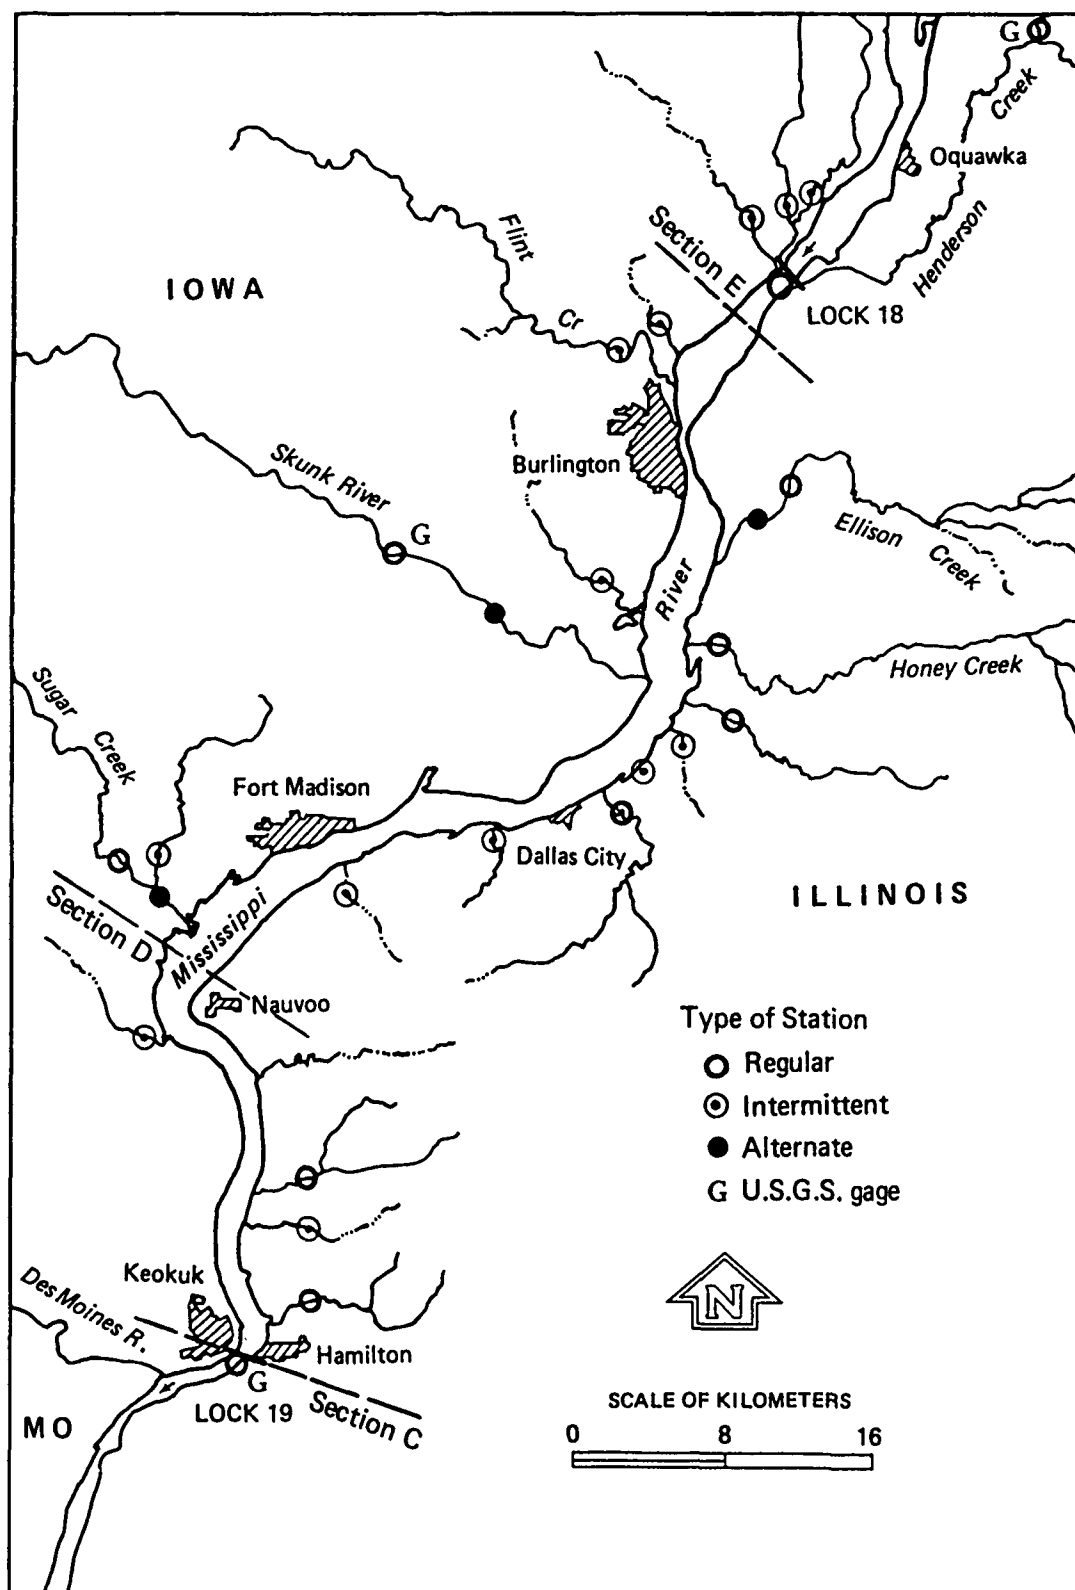 G
Creek
Oquawka
Henderson
Flint
Cr
Section E
IOWA
LOCK 18
Burlington
Skunk River
G
Ellison
Creek
River
Honey Creek
Sugar
Creek
Fort Madison
Dallas City
ILLINOIS
Section D
Mississippi
Nauvoo
Type of Station
Regular
Intermittent
Alternate
G U.S.G.S. gage
N
Keokuk
Des Moines R.
Hamilton
G
LOCK 19
Section C
MO
SCALE OF KILOMETERS
0 8 16